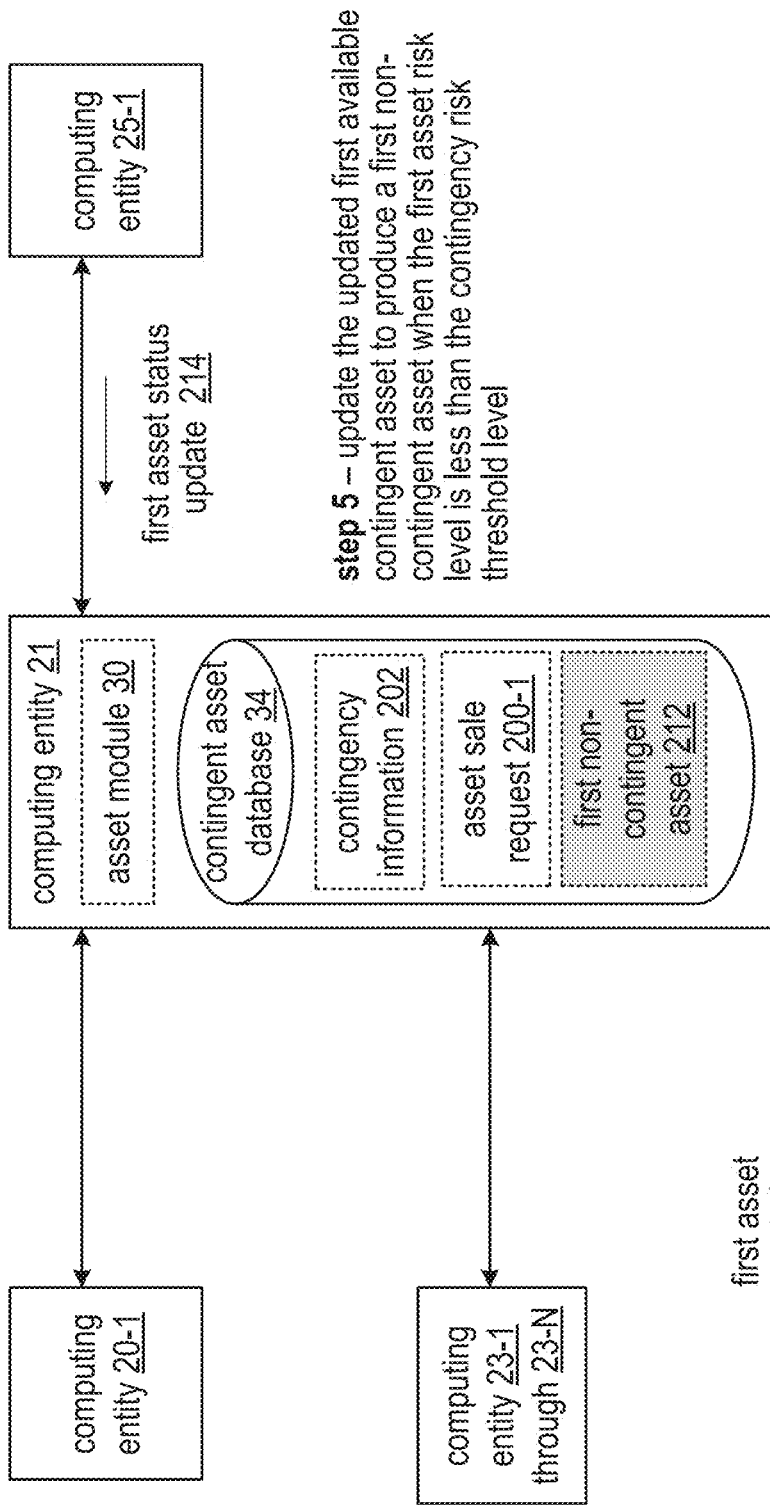 computing
entity 20-1
computing
entity 23-1
through 23-N
computing entity 21
asset module 30
contingent asset
database 34
contingency
information 202
asset sale
request 200-1
first non-
contingent
asset 212
computing
entity 25-1
first asset status
update 214
step 5 – update the updated first available
contingent asset to produce a first non-
contingent asset when the first asset risk
level is less than the contingency risk
threshold level
first asset